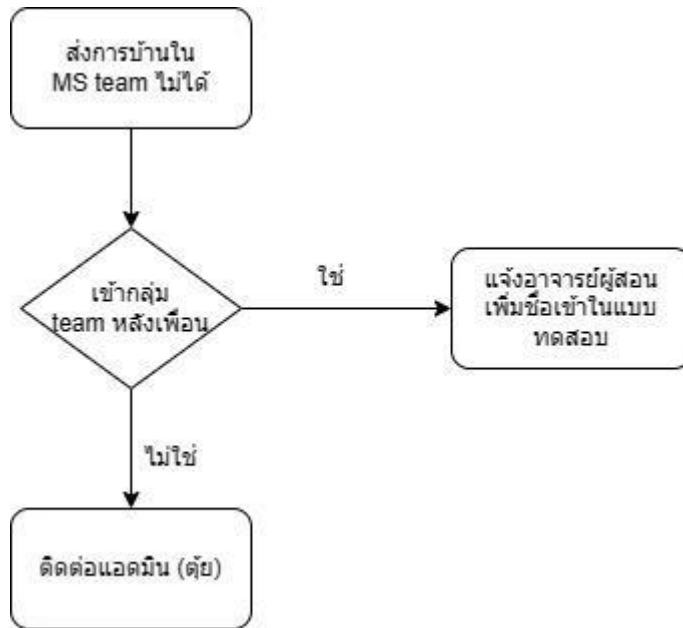 ส่งการบ้านใน
MS team ไม่ได้
เข้ากลุ่ม
team หลังเพื่อน
ใช่
แจ้งอาจารย์ผู้สอน
เพิ่มชื่อเข้าในแบบ
ทดสอบ
ไม่ใช่
ติดต่อแอดมิน (ตุ้ย)